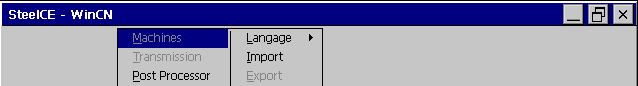 SteelCE - WinCN
Machines
Transmission
Post Processor
Langage
Import
Export